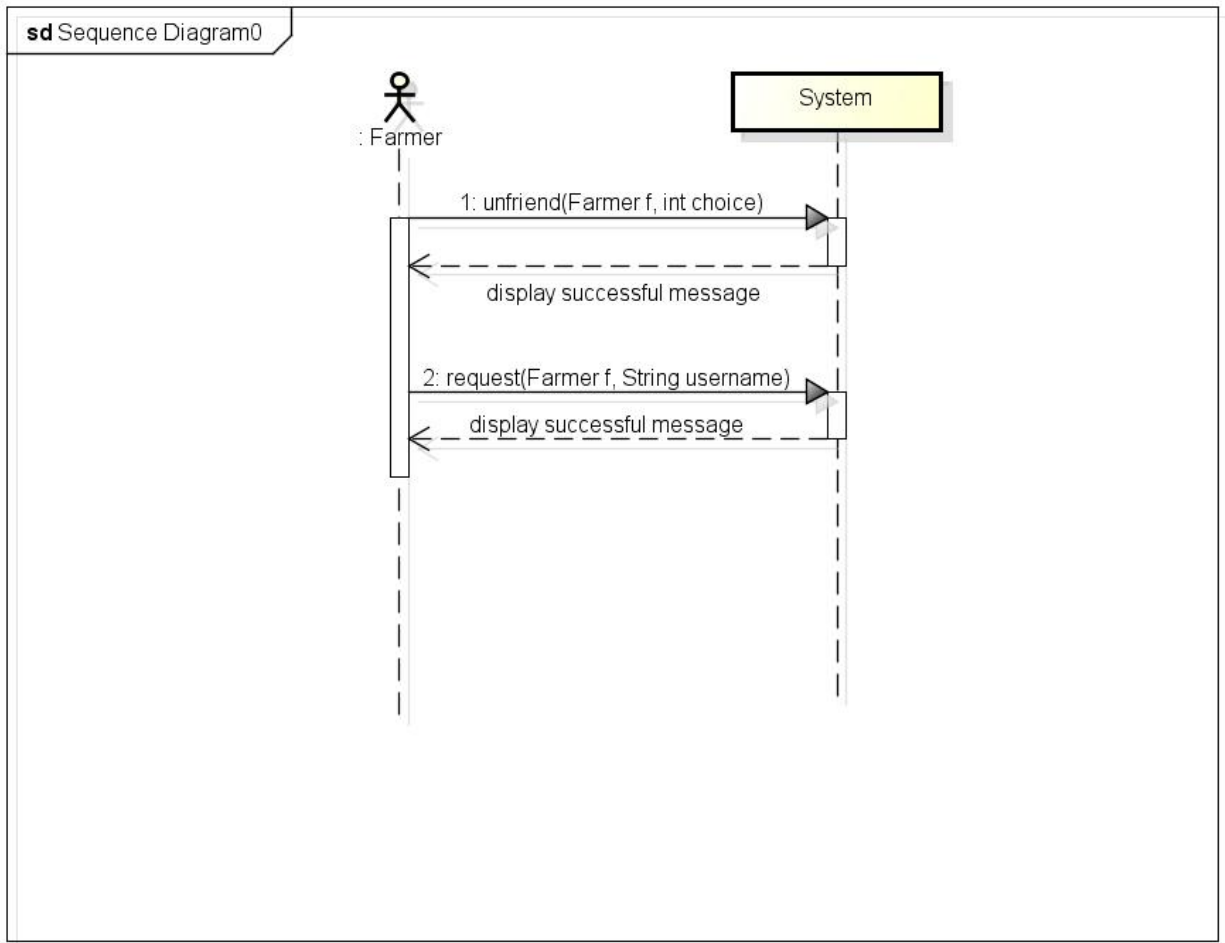 sd Sequence Diagram0
: Farmer
System
1: unfriend(Farmer f, int choice)
display successful message
2: request(Farmer f, String username)
display successful message